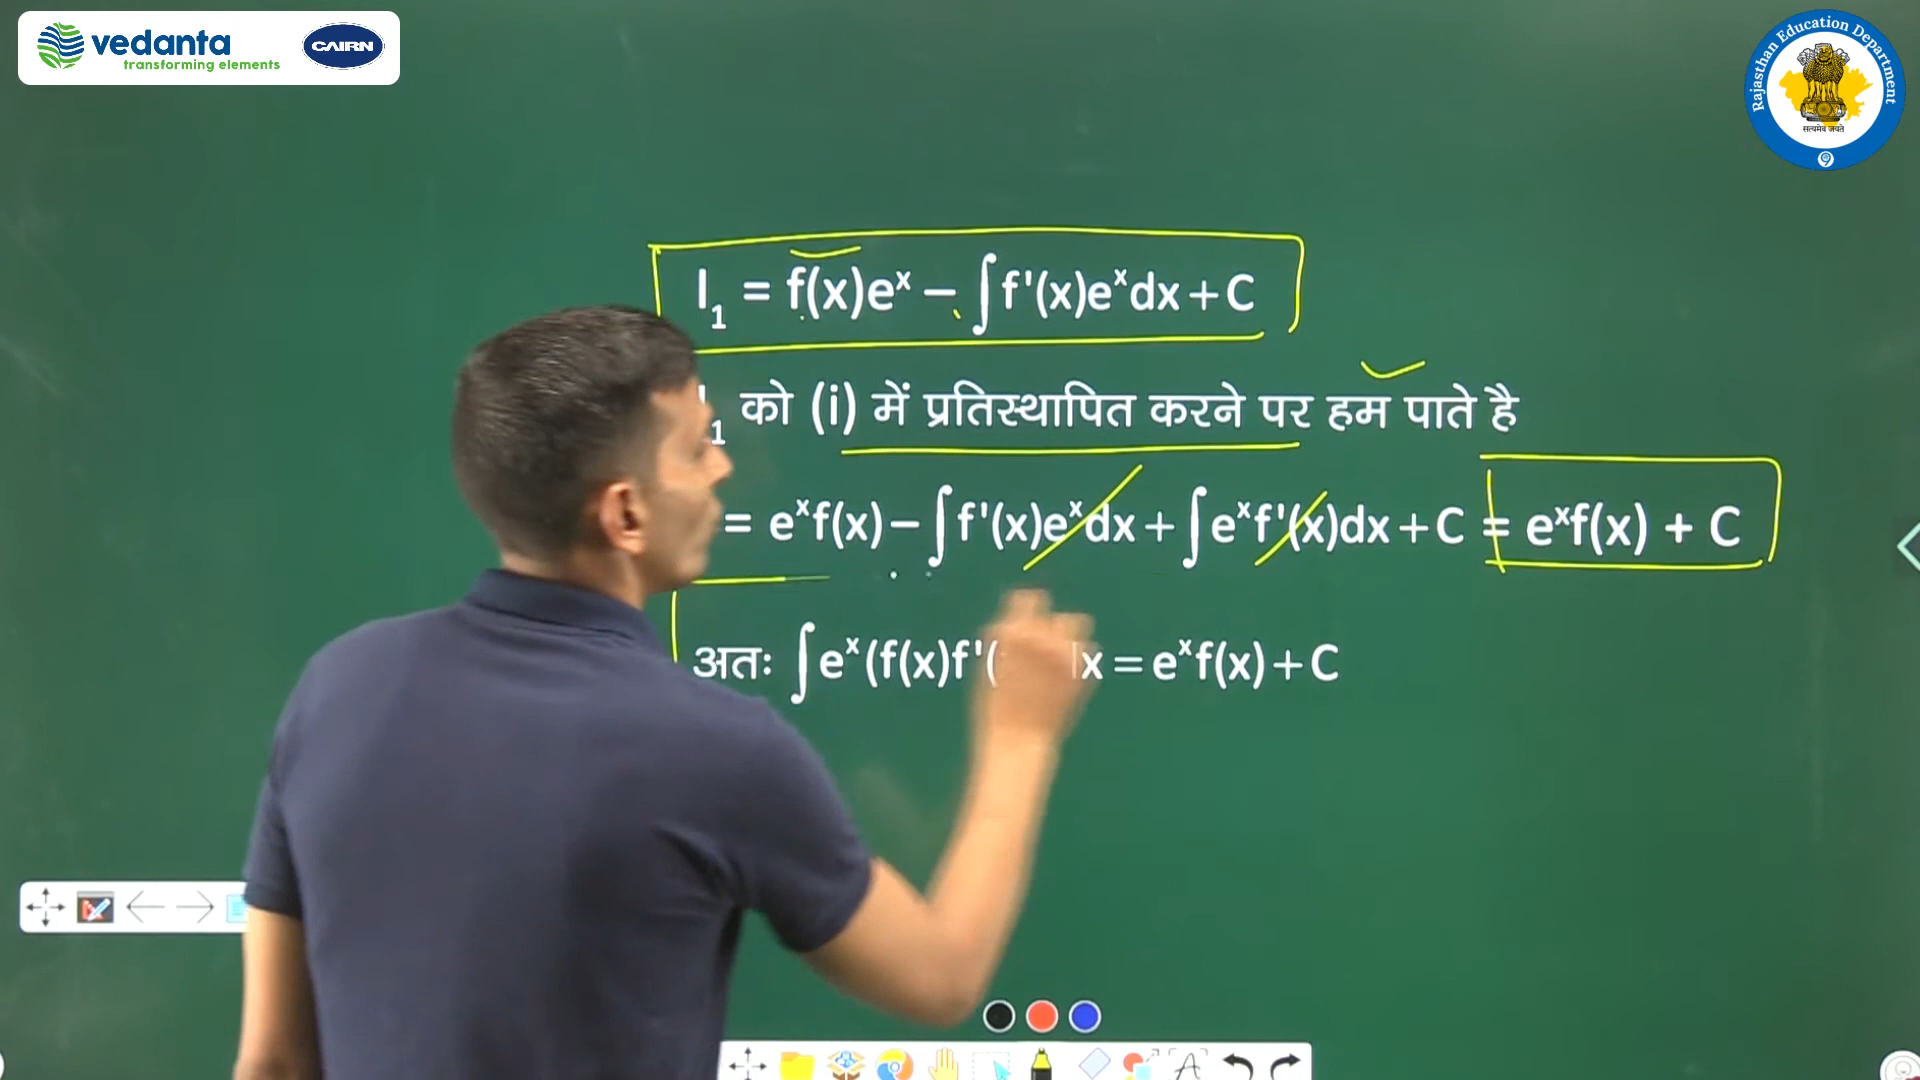 vedanta
transforming elements
CAIRN
Rajasthan Education Department
सत्यमेव जयते
I₁ = f(x)eˣ − ∫f'(x)eˣdx + C
₁ को (i) में प्रतिस्थापित करने पर हम पाते है
= eˣf(x) − ∫f'(x)eˣdx + ∫eˣf'(x)dx + C = eˣf(x) + C
अतः ∫eˣ(f(x)f'( x = eˣf(x) + C